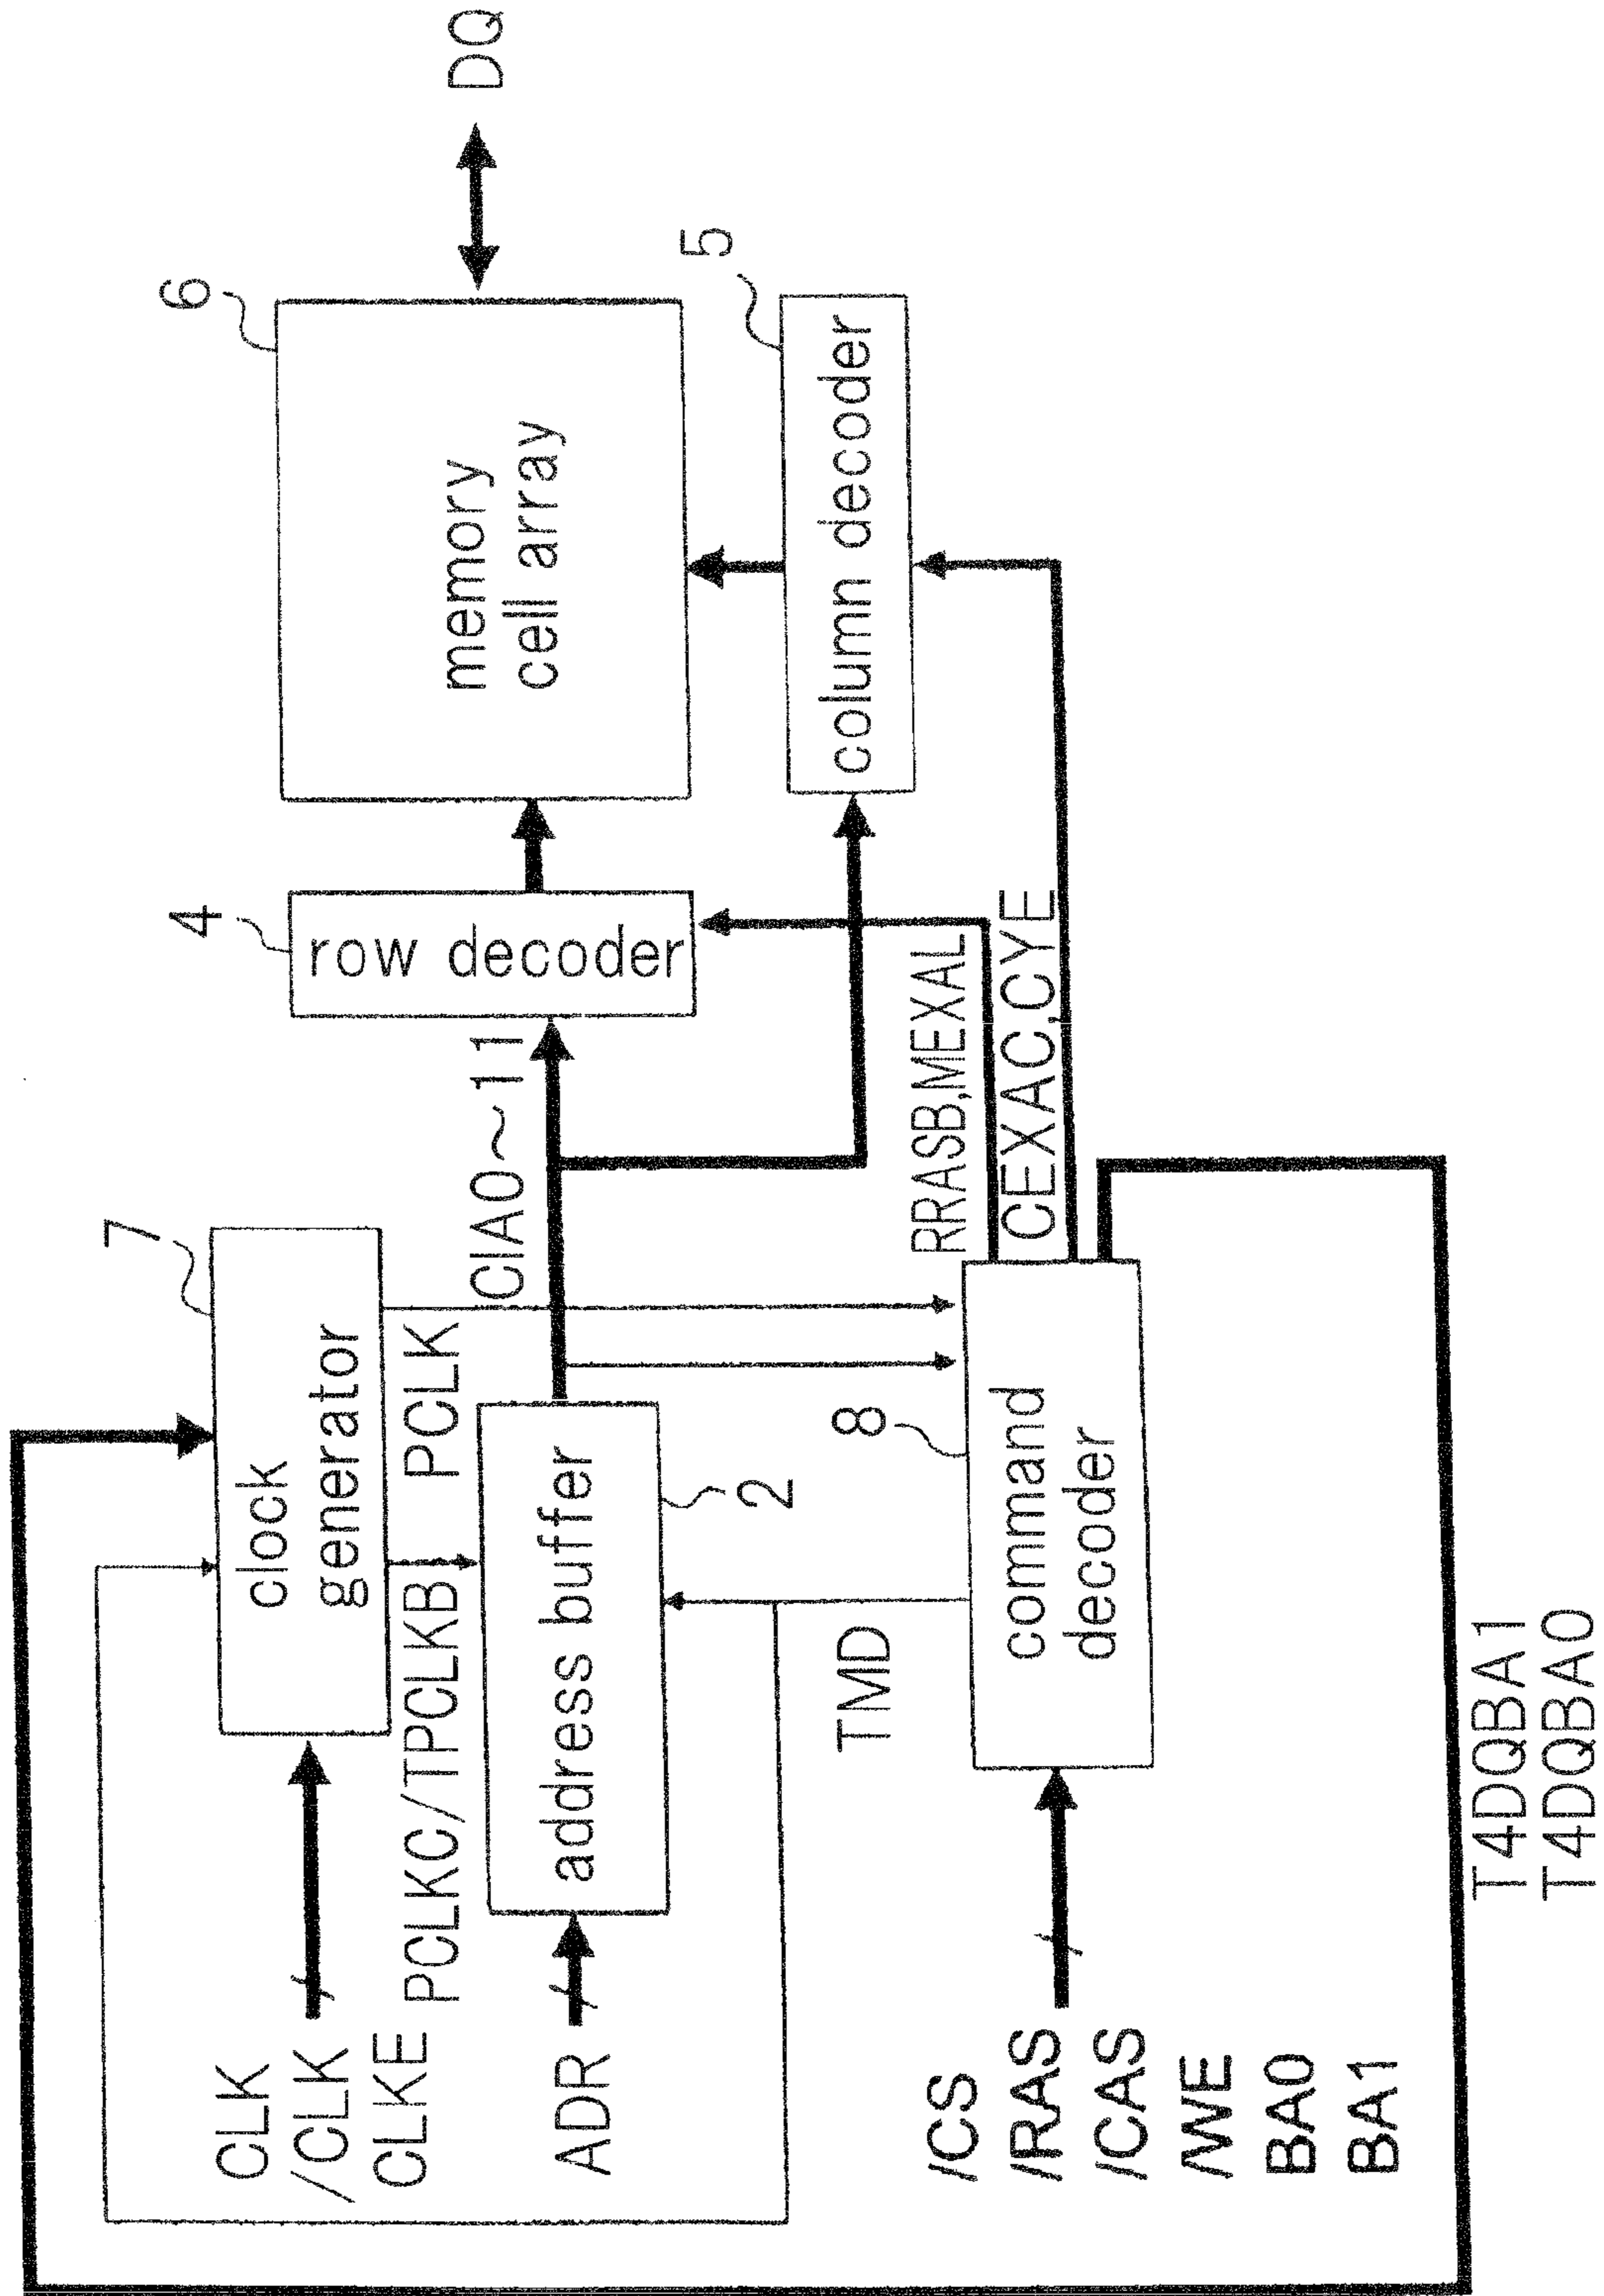 CLK
/CLK
CLKE
7
clock
generator
PCLKC/TPCLKB
PCLK
ADR
address buffer
2
CIA0~11
4
row decoder
6
memory
cell array
DQ
5
column decoder
TMD
8
command
decoder
/CS
/RAS
/CAS
/WE
BA0
BA1
RRASB,MEXAL
CEXAC,CYE
T4DQBA1
T4DQBA0